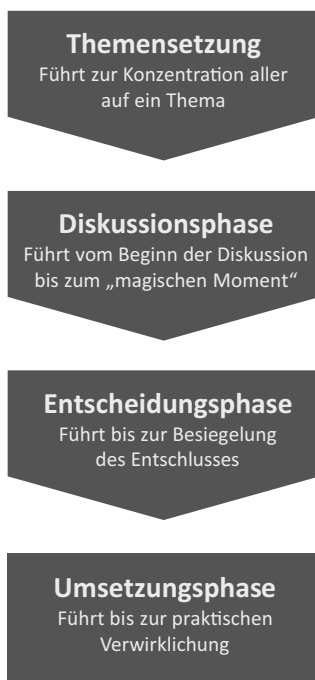 Themensetzung
Führt zur Konzentration aller
auf ein Thema
Diskussionsphase
Führt vom Beginn der Diskussion
bis zum „magischen Moment“
Entscheidungsphase
Führt bis zur Besiegelung
des Entschlusses
Umsetzungsphase
Führt bis zur praktischen
Verwirklichung